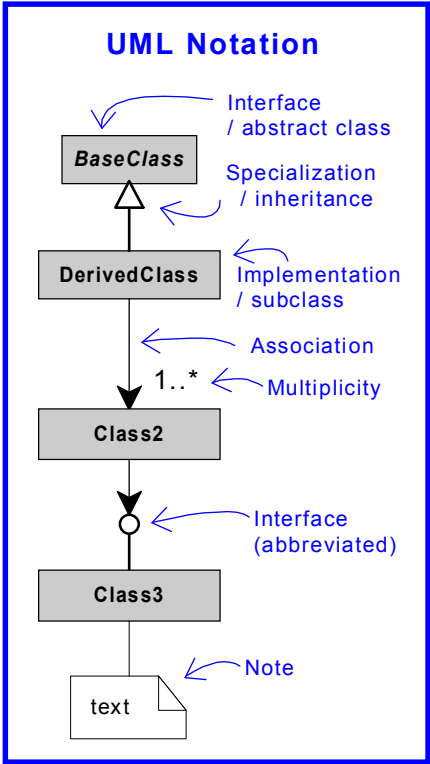 UML Notation
Interface
/ abstract class
BaseClass
Specialization
/ inheritance
DerivedClass
Implementation
/ subclass
Association
1..*
Multiplicity
Class2
Interface
(abbreviated)
Class3
Note
text